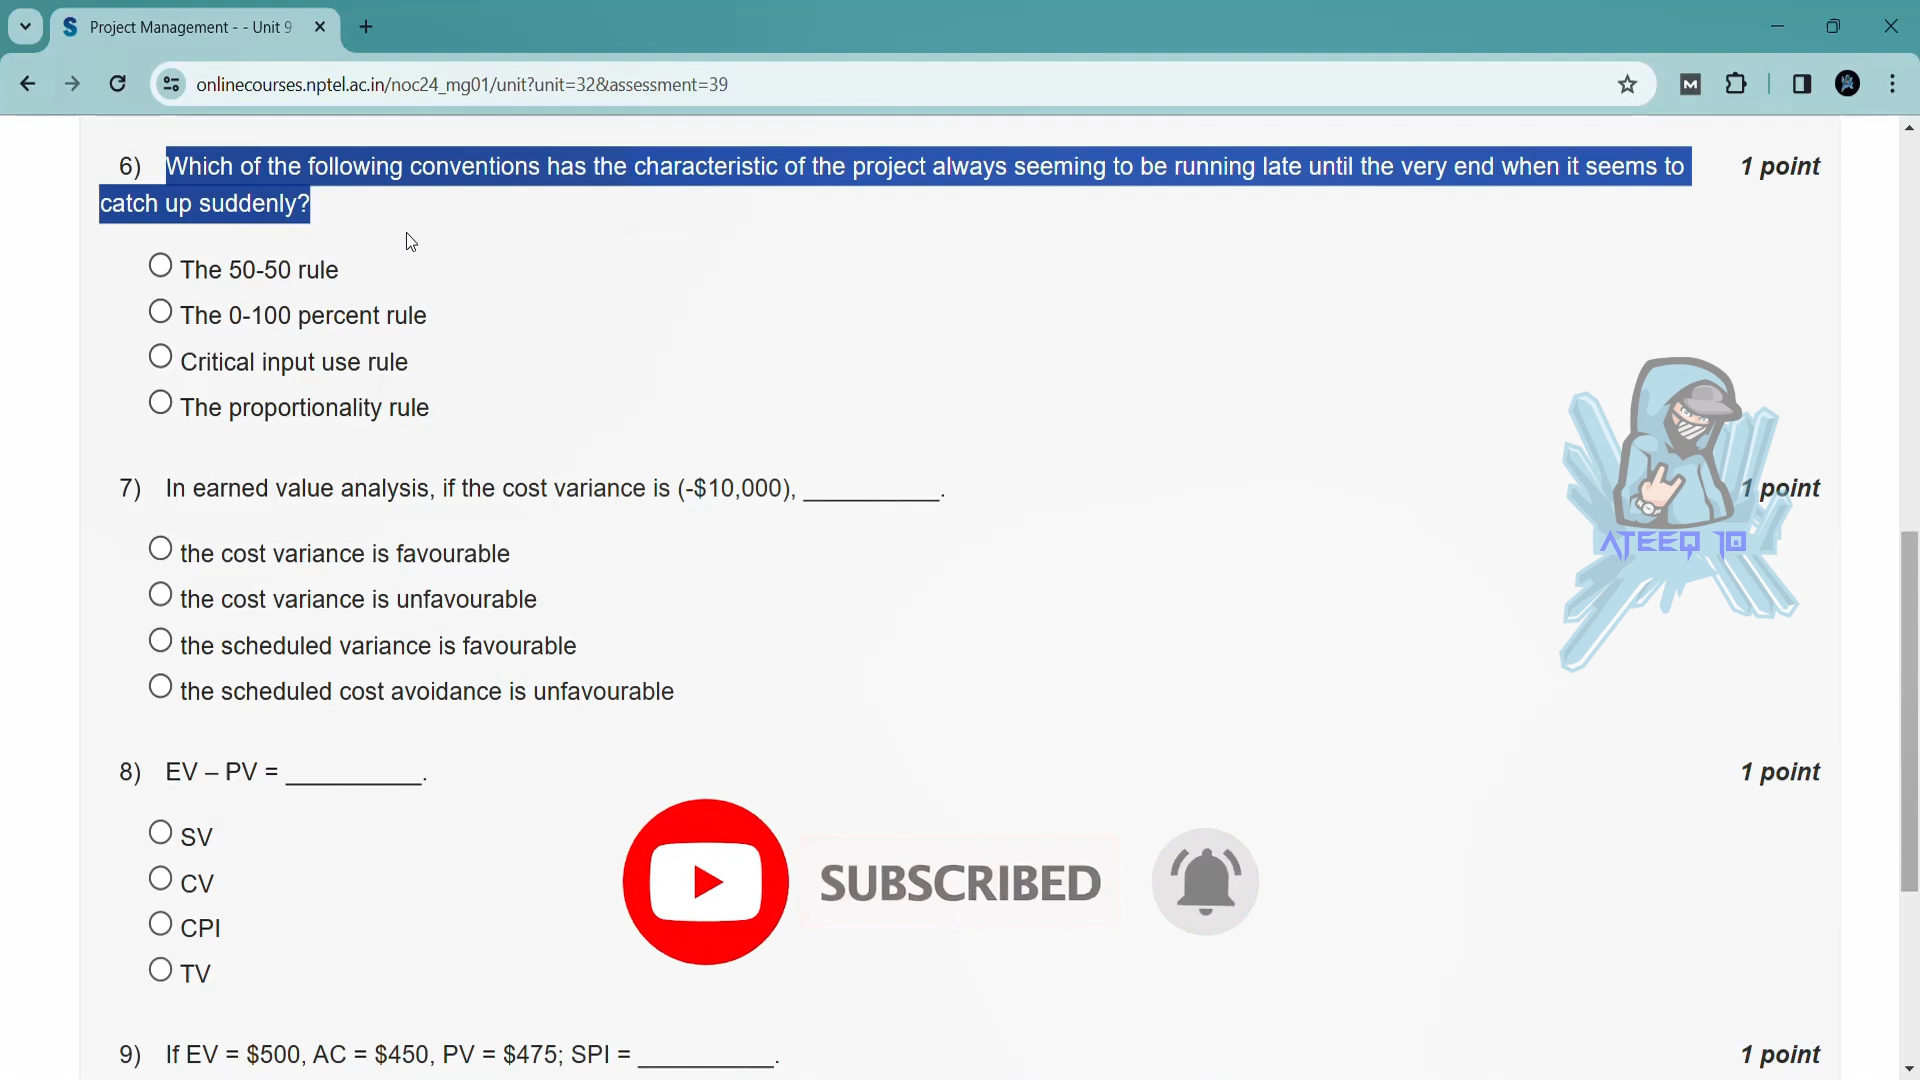 Project Management - - Unit 9
onlinecourses.nptel.ac.in/noc24_mg01/unit?unit=32&assessment=39
6) Which of the following conventions has the characteristic of the project always seeming to be running late until the very end when it seems to 1 point
catch up suddenly?
The 50-50 rule
The 0-100 percent rule
Critical input use rule
The proportionality rule
7) In earned value analysis, if the cost variance is (-$10,000), __________. 1 point
the cost variance is favourable
the cost variance is unfavourable
the scheduled variance is favourable
ATEEQ 10
the scheduled cost avoidance is unfavourable
8) EV – PV = __________. 1 point
SV
CV
SUBSCRIBED
CPI
TV
9) If EV = $500, AC = $450, PV = $475; SPI = __________. 1 point